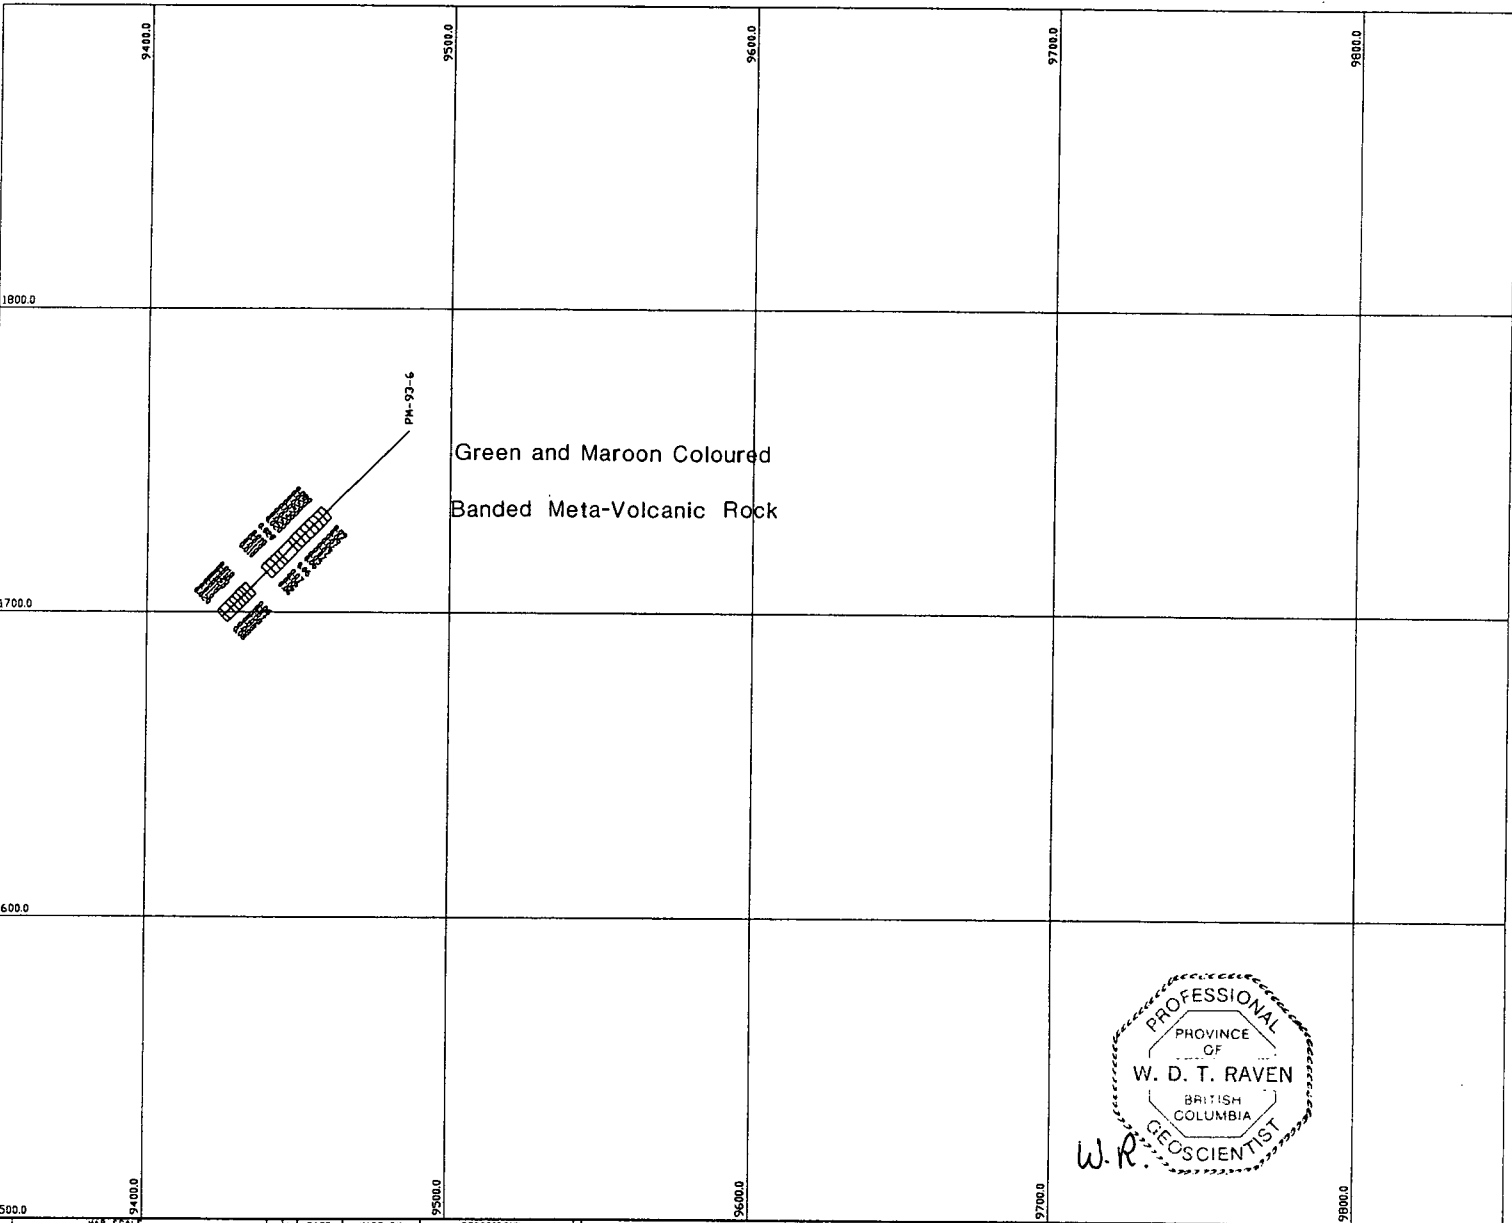 9400.0
9500.0
9600.0
9700.0
9800.0
1800.0
PM-93-6
Green and Maroon Coloured
Banded Meta-Volcanic Rock
1700.0
600.0
PROFESSIONAL
PROVINCE
OF
W. D. T. RAVEN
BRITISH
COLUMBIA
GEOSCIENTIST
W.R.
9400.0
9500.0
9600.0
9700.0
9800.0
500.0